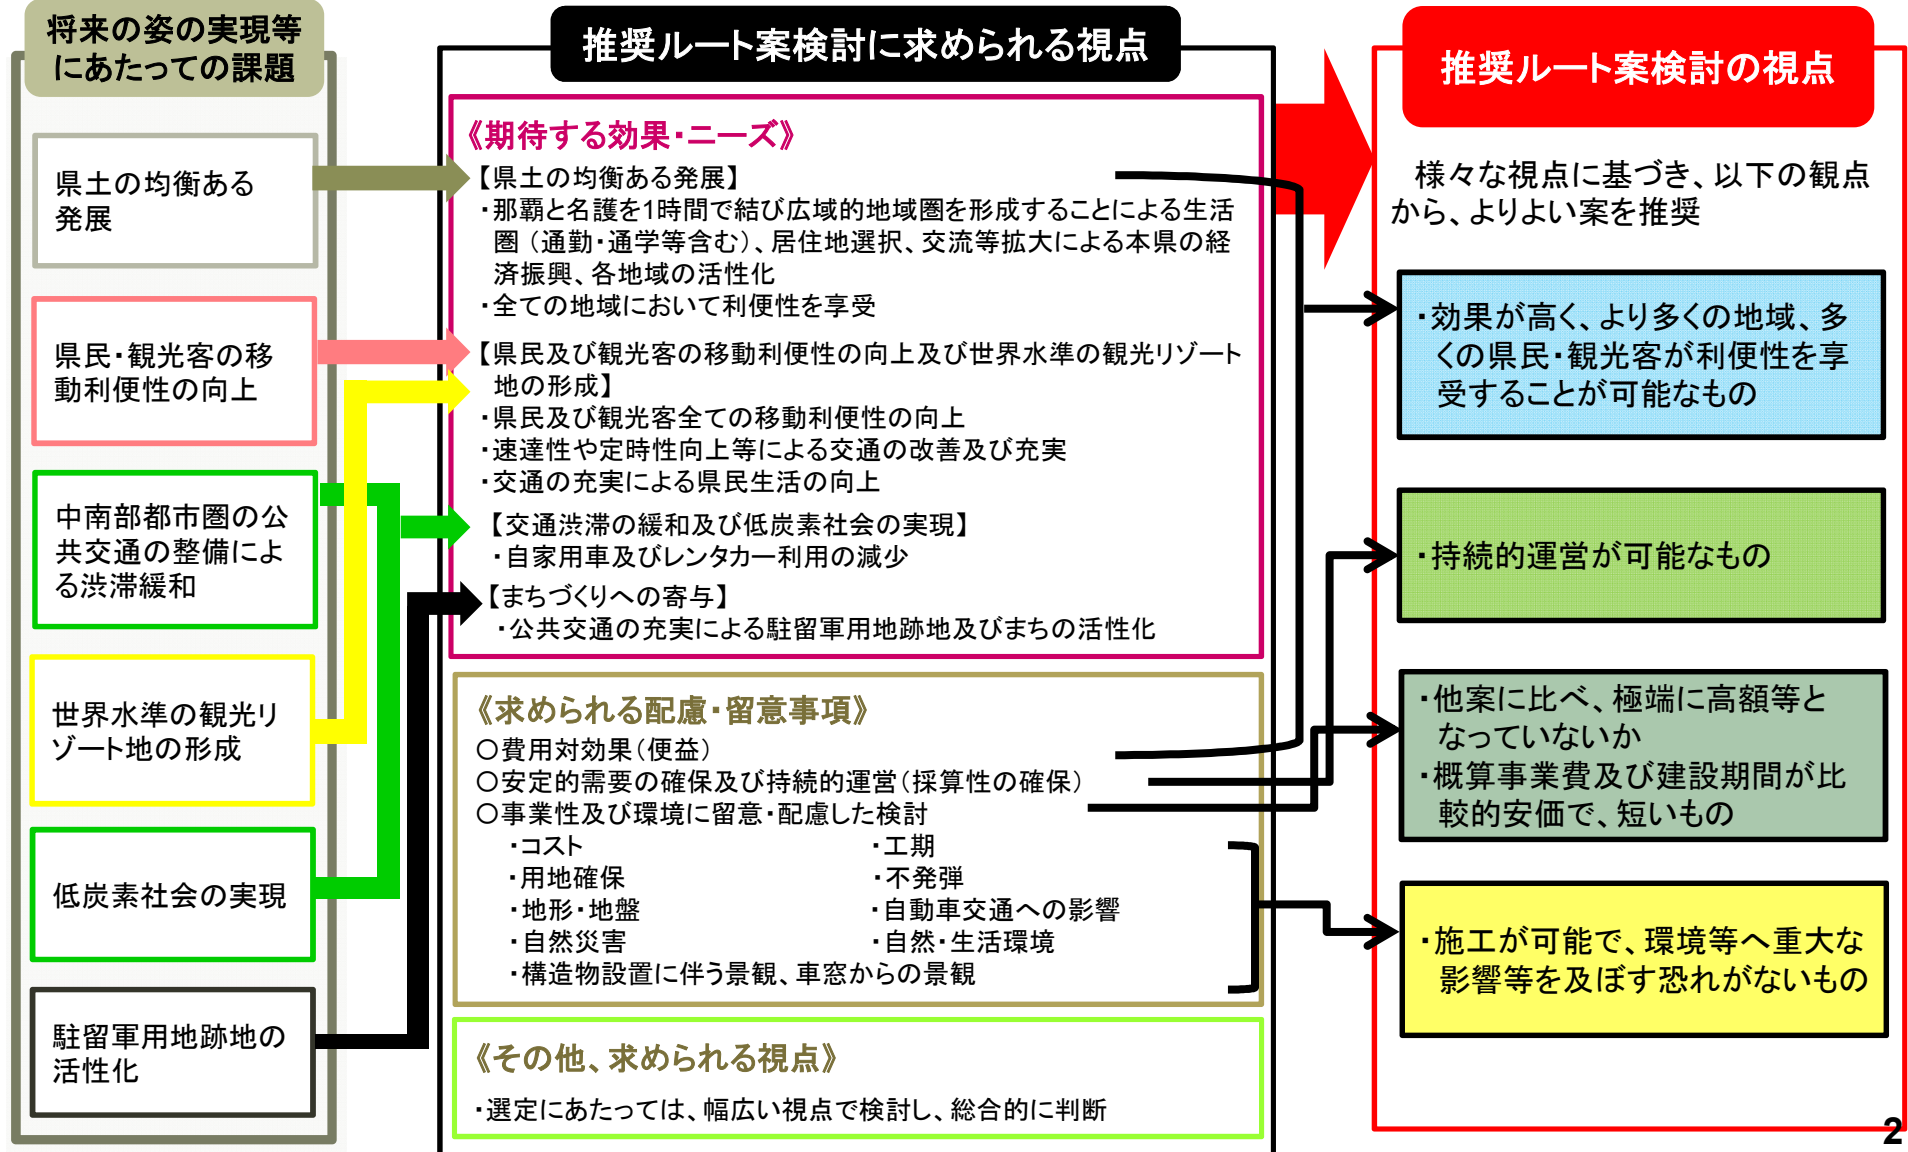 将来の姿の実現等
にあたっての課題
県土の均衡ある
発展
県民・観光客の移
動利便性の向上
中南部都市圏の公
共交通の整備によ
る渋滞緩和
世界水準の観光リ
ゾート地の形成
低炭素社会の実現
駐留軍用地跡地の
活性化
推奨ルート案検討に求められる視点
《期待する効果・ニーズ》
【県土の均衡ある発展】
・那覇と名護を1時間で結び広域的地域圏を形成することによる生活
圏（通勤・通学等含む）、居住地選択、交流等拡大による本県の経
済振興、各地域の活性化
・全ての地域において利便性を享受
【県民及び観光客の移動利便性の向上及び世界水準の観光リゾート
地の形成】
・県民及び観光客全ての移動利便性の向上
・速達性や定時性向上等による交通の改善及び充実
・交通の充実による県民生活の向上
【交通渋滞の緩和及び低炭素社会の実現】
・自家用車及びレンタカー利用の減少
【まちづくりへの寄与】
・公共交通の充実による駐留軍用地跡地及びまちの活性化
《求められる配慮・留意事項》
○費用対効果（便益）
○安定的需要の確保及び持続的運営（採算性の確保）
○事業性及び環境に留意・配慮した検討
・コスト ・工期
・用地確保 ・不発弾
・地形・地盤 ・自動車交通への影響
・自然災害 ・自然・生活環境
・構造物設置に伴う景観、車窓からの景観
《その他、求められる視点》
・選定にあたっては、幅広い視点で検討し、総合的に判断
推奨ルート案検討の視点
様々な視点に基づき、以下の観点
から、よりよい案を推奨
・効果が高く、より多くの地域、多
くの県民・観光客が利便性を享
受することが可能なもの
・持続的運営が可能なもの
・他案に比べ、極端に高額等と
なっていないか
・概算事業費及び建設期間が比
較的安価で、短いもの
・施工が可能で、環境等へ重大な
影響等を及ぼす恐れがないもの
2